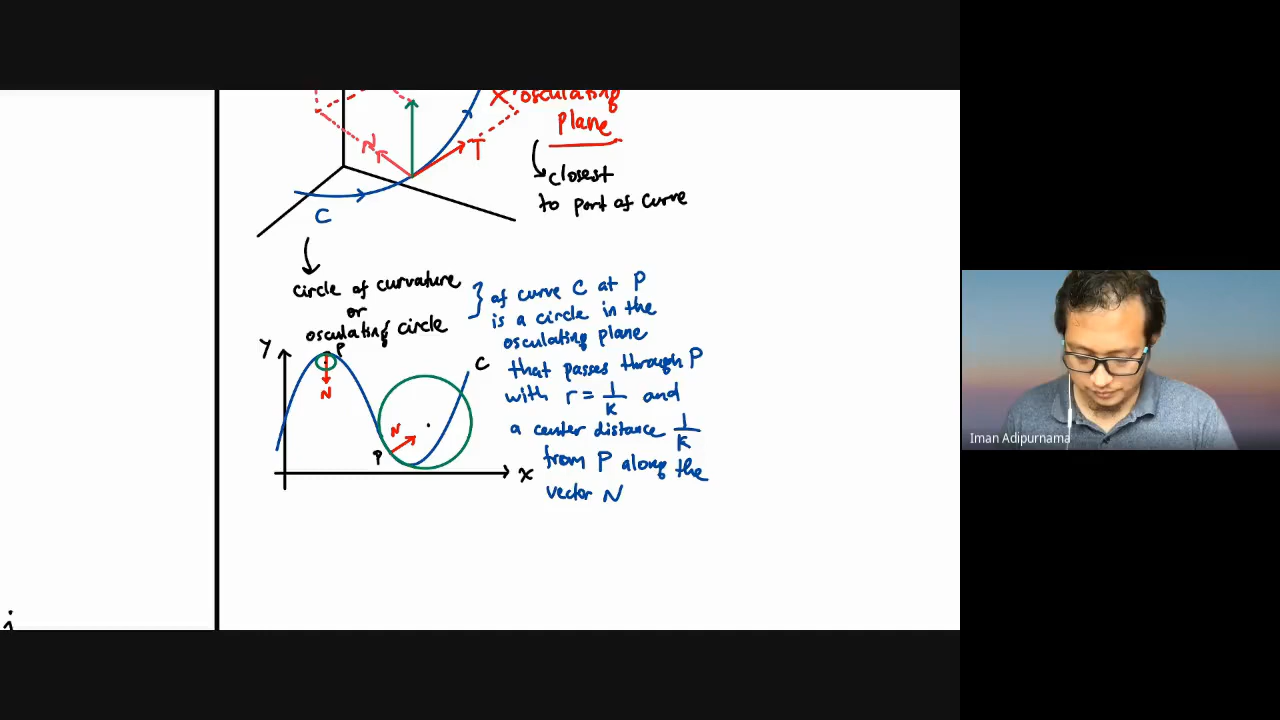 osculating
plane
N
T
closest
to part of curve
C
circle of curvature
or
osculating circle
of curve C at P
is a circle in the
osculating plane
that passes through P
with r = 1/K and
a center distance 1/K
from P along the
vector N
Y
P
N
C
N
P
X
i
Iman Adipurnama